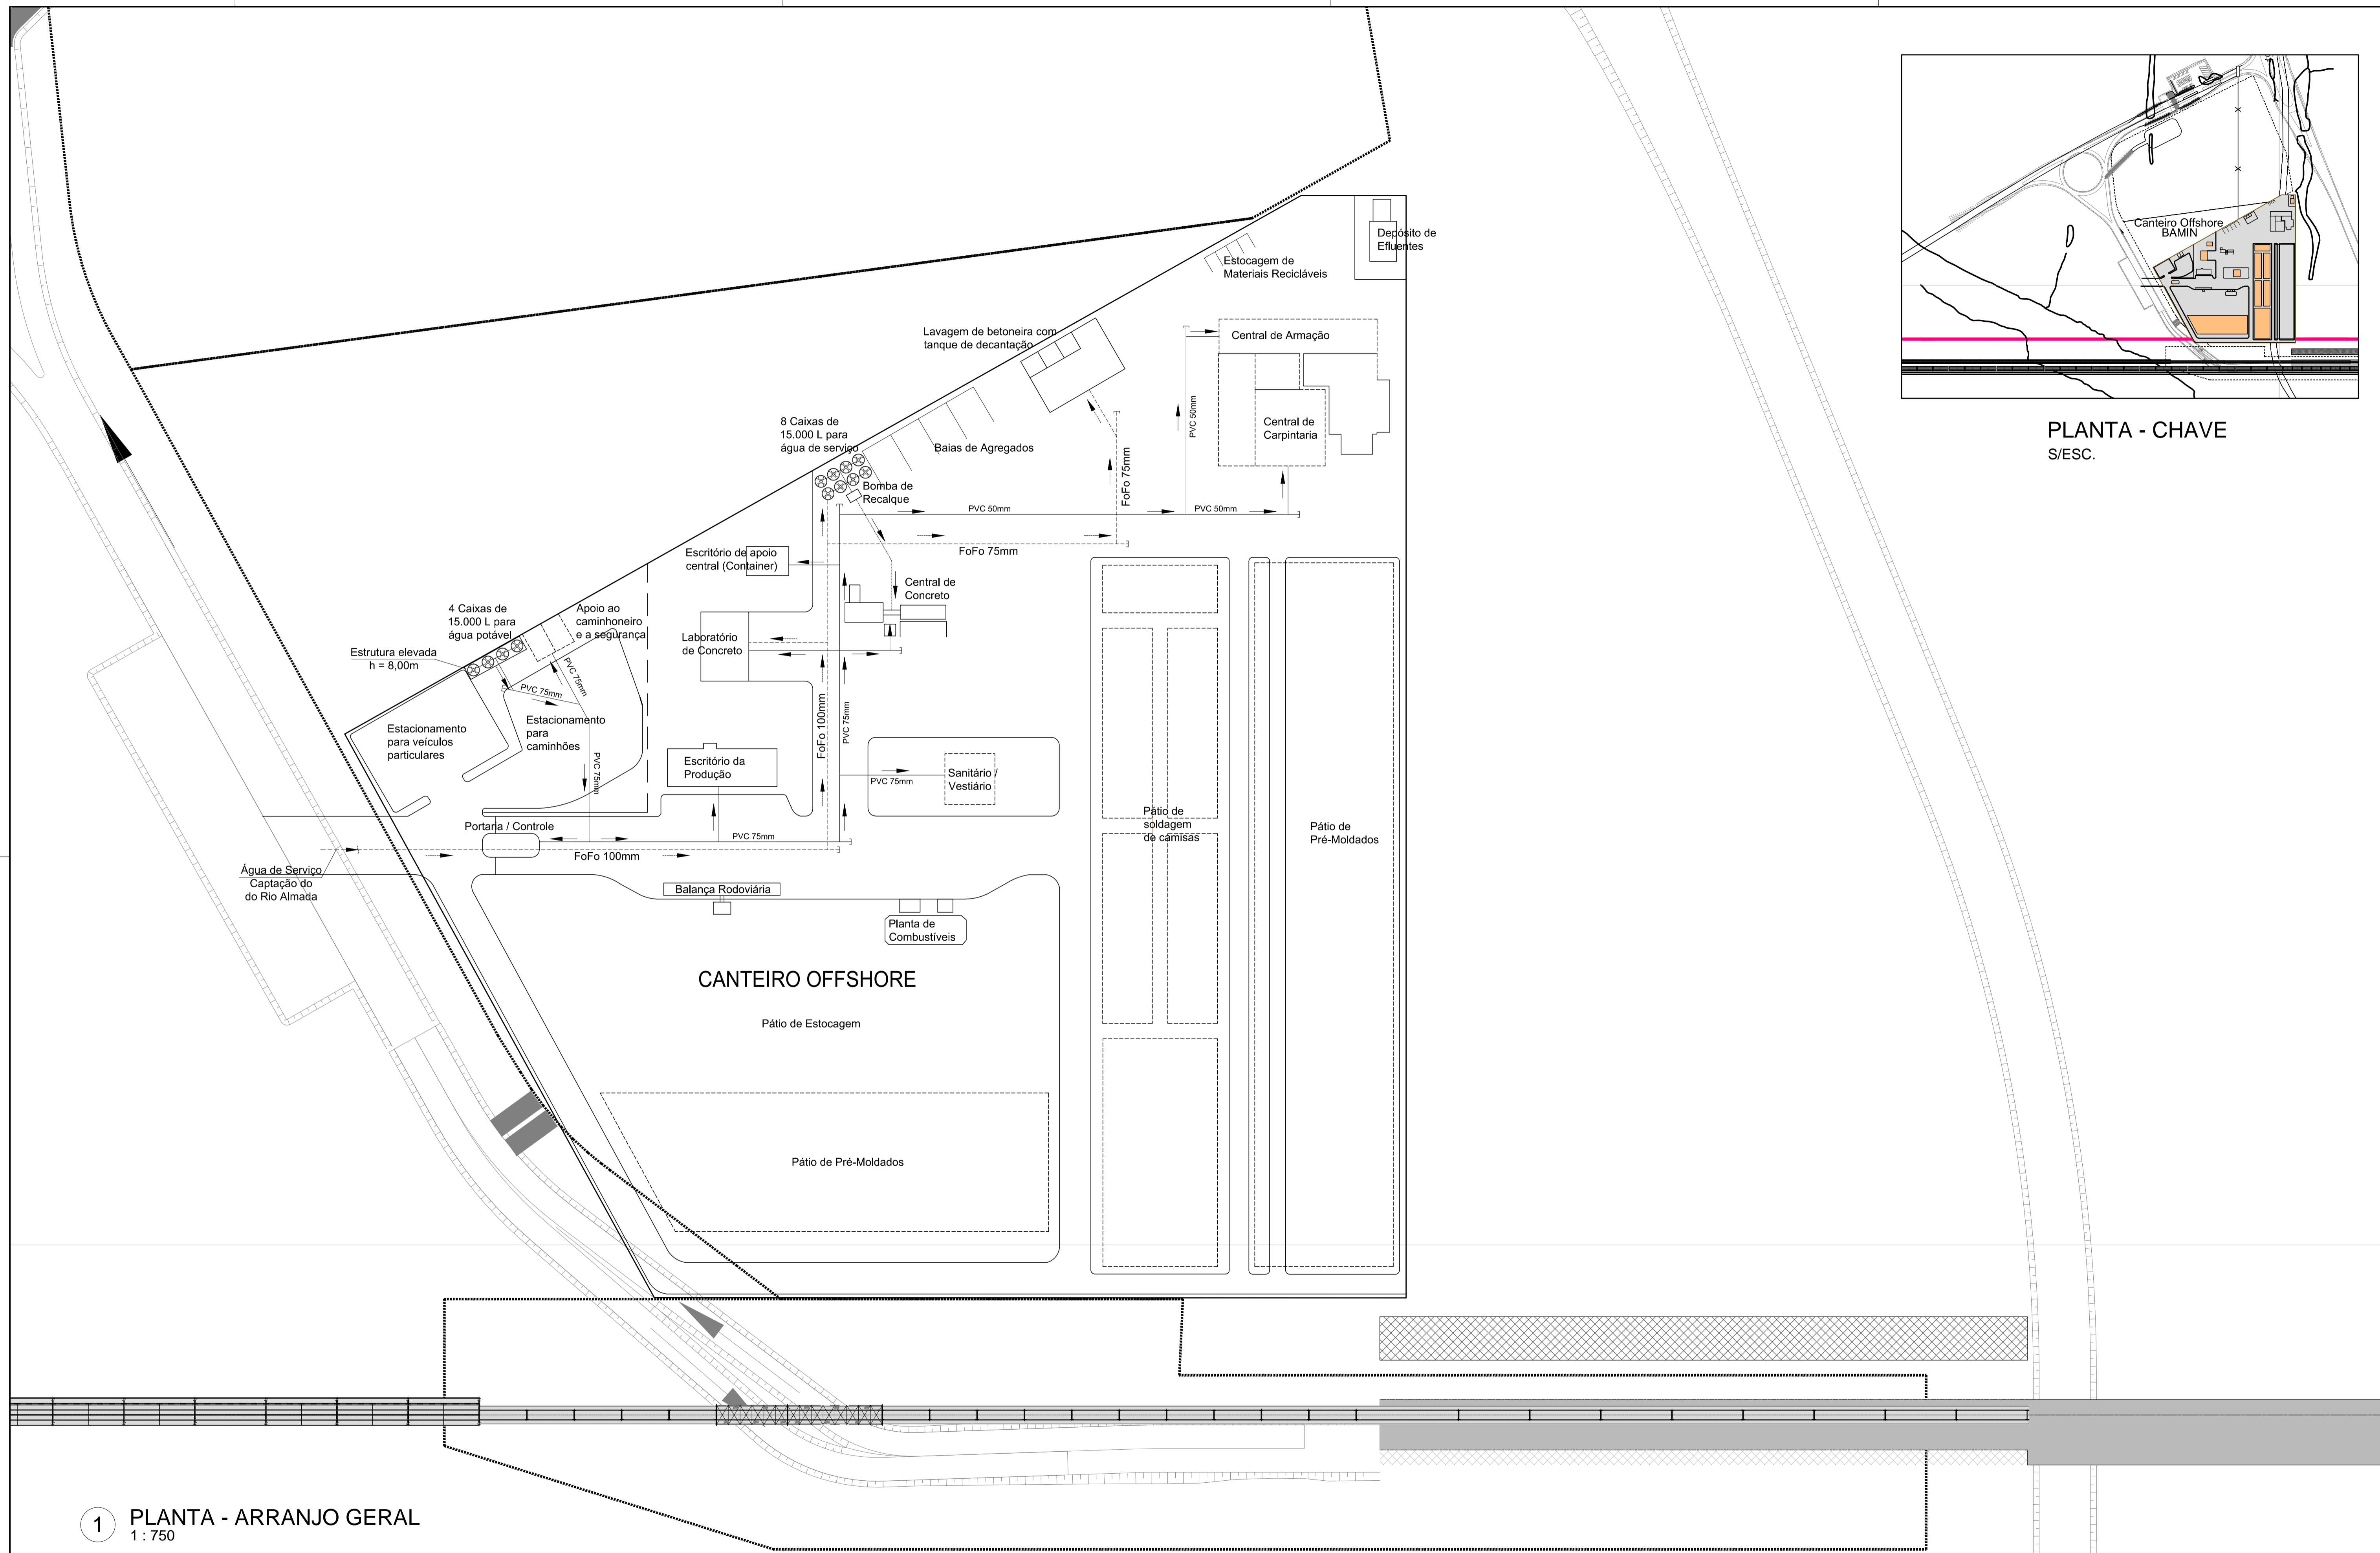 Canteiro Offshore
BAMIN
PLANTA - CHAVE
S/ESC.
Depósito de
Efluentes
Estocagem de
Materiais Recicláveis
Lavagem de betoneira com
tanque de decantação
Central de Armação
PVC 50mm
Central de
Carpintaria
8 Caixas de
15.000 L para
água de serviço
Baias de Agregados
FoFo 75mm
Bomba de
Recalque
PVC 50mm
PVC 50mm
FoFo 75mm
Escritório de apoio
central (Container)
Central de
Concreto
4 Caixas de
15.000 L para
água potável
Apoio ao
caminhoneiro
e a segurança
Laboratório
de Concreto
Estrutura elevada
h = 8,00m
PVC 75mm
PVC 75mm
FoFo 100mm
PVC 75mm
Estacionamento
para veículos
particulares
Estacionamento
para
caminhões
PVC 75mm
Escritório da
Produção
PVC 75mm
Sanitário /
Vestiário
Pátio de
soldagem
de camisas
Pátio de
Pré-Moldados
Portaria / Controle
PVC 75mm
FoFo 100mm
Água de Serviço
Captação do
do Rio Almada
Balança Rodoviária
Planta de
Combustíveis
CANTEIRO OFFSHORE
Pátio de Estocagem
Pátio de Pré-Moldados
1
PLANTA - ARRANJO GERAL
1 : 750